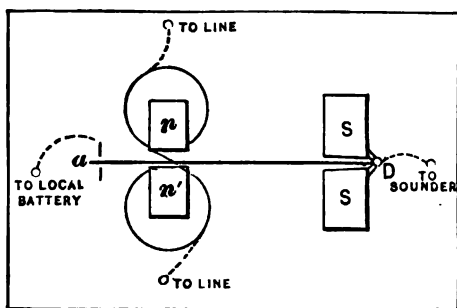 TO LINE
n
S
a
D
TO LOCAL
BATTERY
n'
S
TO
SOUNDER
TO LINE